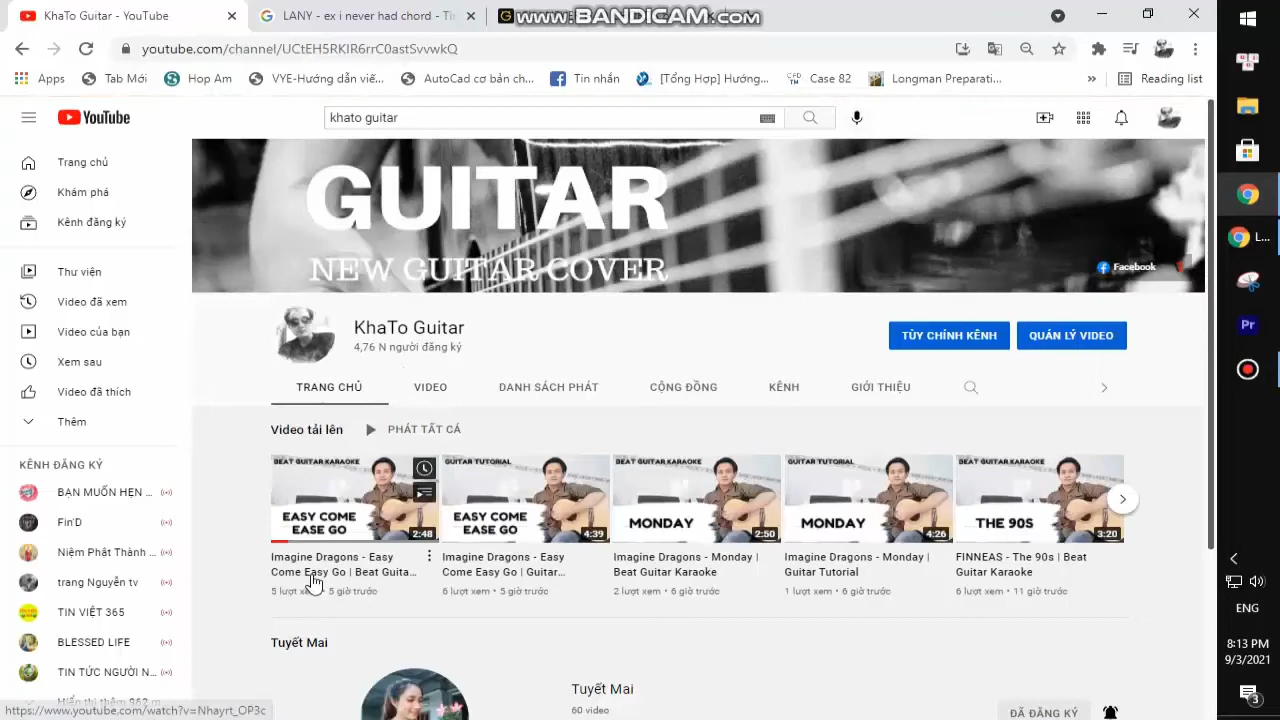 KhaTo Guitar - YouTube
LANY - ex i never had chord - Tì
www.BANDICAM.com
youtube.com/channel/UCtEH5RKIR6rrC0astSvvwkQ
Apps
Tab Mới
Hop Am
VYE-Hướng dẫn viế...
AutoCad cơ bản ch...
Tin nhắn
[Tổng Hợp] Hướng...
Case 82
Longman Preparati...
»
Reading list
YouTube
khato guitar
Trang chủ
Khám phá
Kênh đăng ký
Thư viện
Video đã xem
Video của bạn
Xem sau
Video đã thích
Thêm
KÊNH ĐĂNG KÝ
BẠN MUỐN HẸN ...
Fin'D
Niệm Phật Thành ...
trang Nguyễn tv
TIN VIỆT 365
BLESSED LIFE
TIN TỨC NGƯỜI N...
Hiển thị thêm 962 m
https://www.youtube.com/watch?v=Nhayrt_OP3c
GUITAR
NEW GUITAR COVER
Facebook
KhaTo Guitar
4,76 N người đăng ký
TÙY CHỈNH KÊNH
QUẢN LÝ VIDEO
TRANG CHỦ
VIDEO
DANH SÁCH PHÁT
CỘNG ĐỒNG
KÊNH
GIỚI THIỆU
Video tải lên
PHÁT TẤT CẢ
BEAT GUITAR KARAOKE
EASY COME
EASE GO
2:48
Imagine Dragons - Easy
Come Easy Go | Beat Guita...
5 lượt xem • 5 giờ trước
GUITAR TUTORIAL
EASY COME
EASE GO
4:39
Imagine Dragons - Easy
Come Easy Go | Guitar...
6 lượt xem • 5 giờ trước
BEAT GUITAR KARAOKE
MONDAY
2:50
Imagine Dragons - Monday |
Beat Guitar Karaoke
2 lượt xem • 6 giờ trước
GUITAR TUTORIAL
MONDAY
4:26
Imagine Dragons - Monday |
Guitar Tutorial
1 lượt xem • 6 giờ trước
BEAT GUITAR KARAOKE
THE 90S
3:20
FINNEAS - The 90s | Beat
Guitar Karaoke
6 lượt xem • 11 giờ trước
Tuyết Mai
Tuyết Mai
60 video
ĐÃ ĐĂNG KÝ
L...
Pr
ENG
8:13 PM
9/3/2021
3